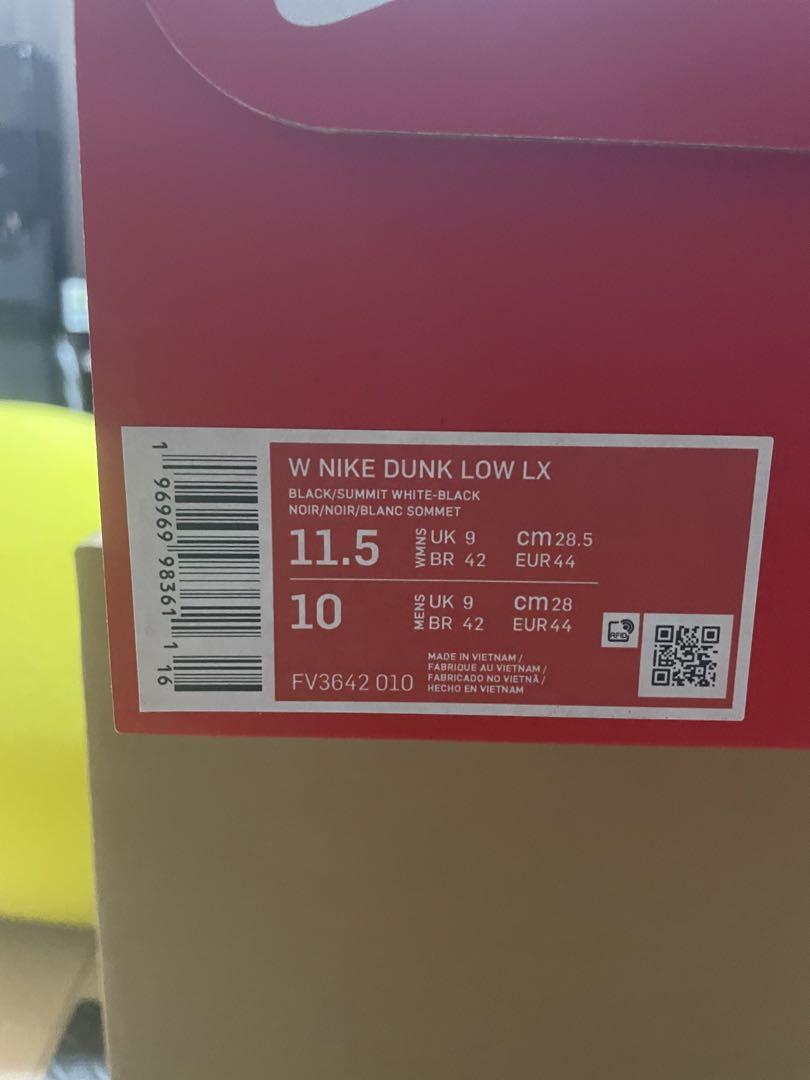 W NIKE DUNK LOW LX
BLACK/SUMMIT WHITE-BLACK
NOIR/NOIR/BLANC SOMMET
11.5 WMNS UK 9 cm 28.5
BR 42 EUR 44
10 MENS UK 9 cm 28
BR 42 EUR 44
RFID
FV3642 010
MADE IN VIETNAM /
FABRIQUE AU VIETNAM /
FABRICADO NO VIETNÃ /
HECHO EN VIETNAM
1 96969 98361 1 16